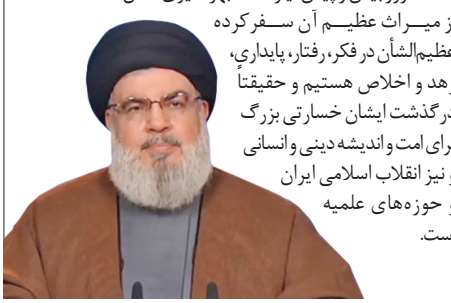 از میراث عظیم آن سفر کرده
عظیم‌الشأن در فکر، رفتار، پایداری،
زهد و اخلاص هستیم و حقیقتاً
درگذشت ایشان خسارتی بزرگ
برای امت و اندیشه دینی و انسانی
و نیز انقلاب اسلامی ایران
و حوزه‌های علمیه
است.